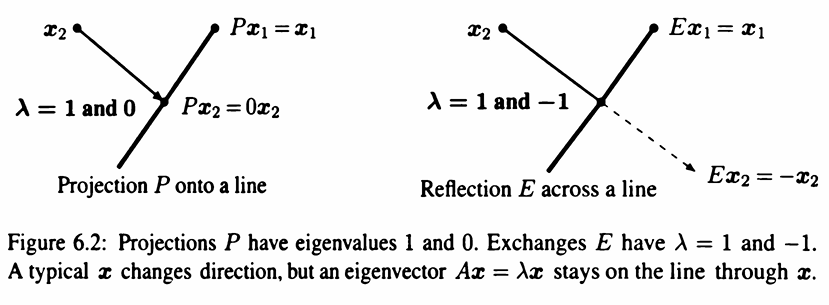 x₂
Px₁ = x₁
λ = 1 and 0
Px₂ = 0x₂
Projection P onto a line
x₂
Ex₁ = x₁
λ = 1 and −1
Ex₂ = −x₂
Reflection E across a line
Figure 6.2: Projections P have eigenvalues 1 and 0. Exchanges E have λ = 1 and −1.
A typical x changes direction, but an eigenvector Ax = λx stays on the line through x.